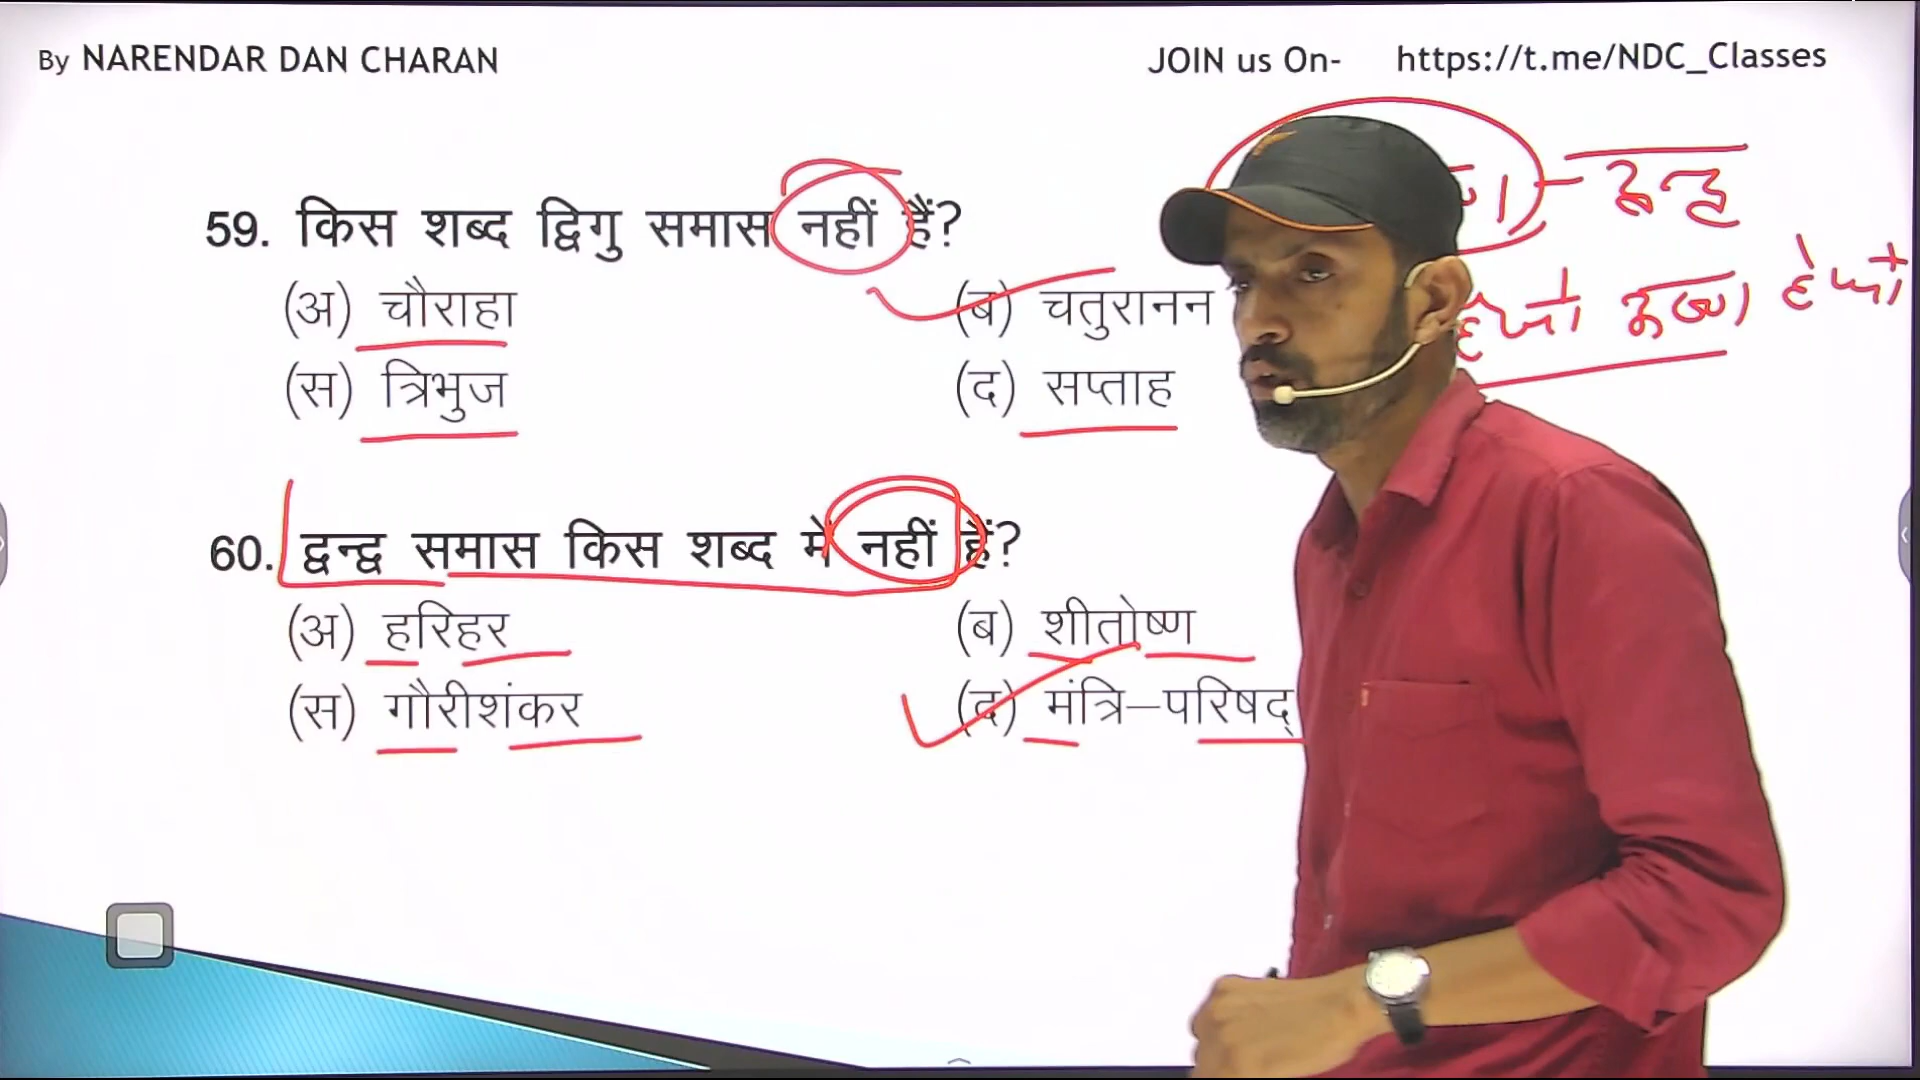 By NARENDAR DAN CHARAN
JOIN us On- https://t.me/NDC_Classes
59. किस शब्द द्विगु समास नहीं हैं?
(अ) चौराहा
(ब) चतुरानन
(स) त्रिभुज
(द) सप्ताह
60. द्वन्द्व समास किस शब्द में नहीं हैं?
(अ) हरिहर
(ब) शीतोष्ण
(स) गौरीशंकर
(द) मंत्रि–परिषद्